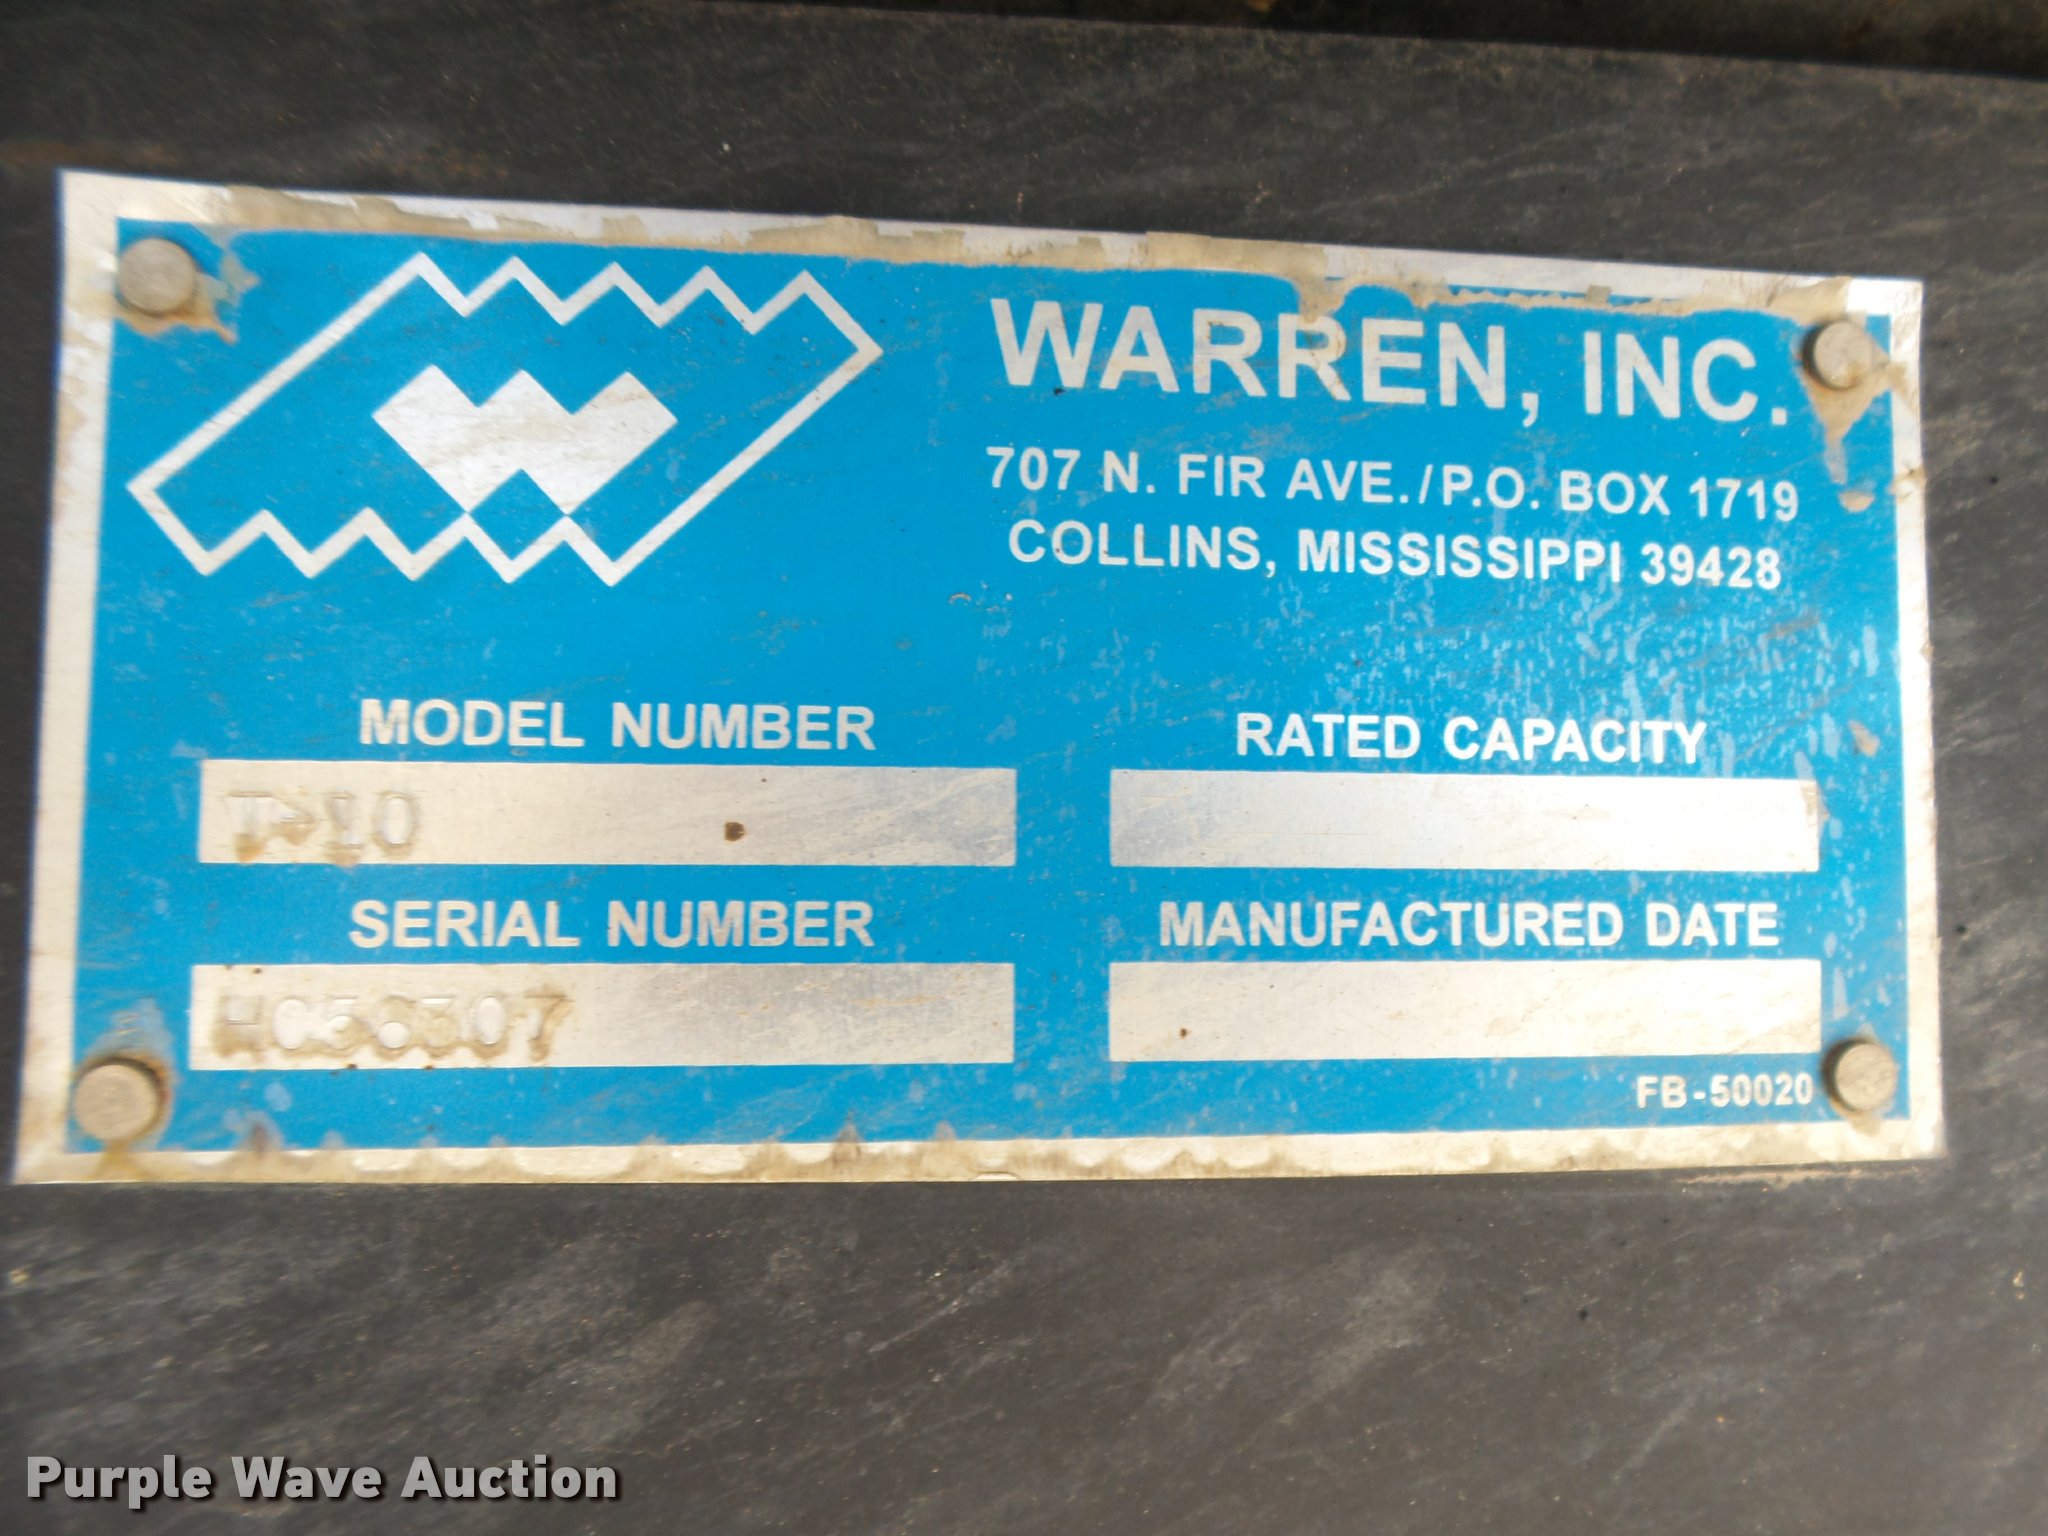 WARREN, INC.
707 N. FIR AVE./P.O. BOX 1719
COLLINS, MISSISSIPPI 39428
MODEL NUMBER
T-10
RATED CAPACITY
SERIAL NUMBER
MANUFACTURED DATE
FB-50020
Purple Wave Auction